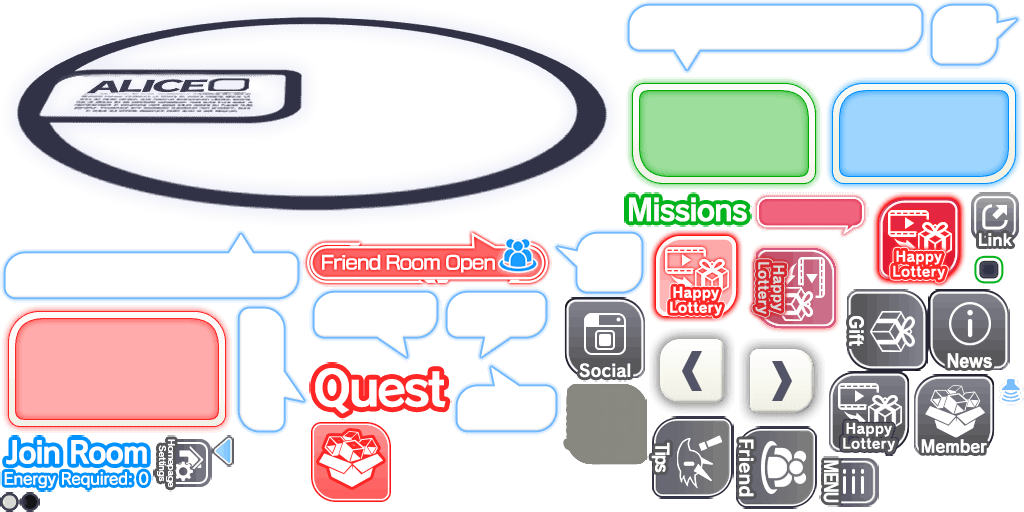 ALICE
Missions
Link
Friend Room Open
Happy
Lottery
Happy
Lottery
Happy
Lottery
Gift
News
Social
Quest
Happy
Lottery
Member
Join Room
Energy Required: 0
Homepage
Settings
Tips
Friend
MENU